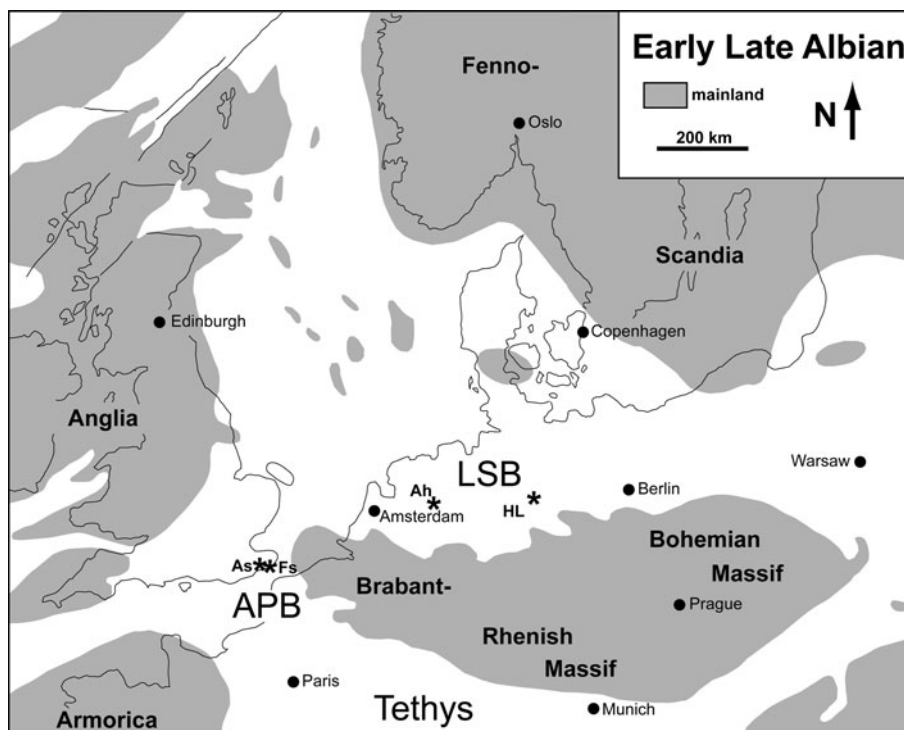 Early Late Albian
mainland
200 km
N
Fenno-
Oslo
Scandia
Edinburgh
Copenhagen
Anglia
LSB
Warsaw
Ah
HL
Berlin
Amsterdam
Bohemian
Massif
As
Fs
Brabant-
APB
Prague
Rhenish
Massif
Paris
Tethys
Munich
Armorica